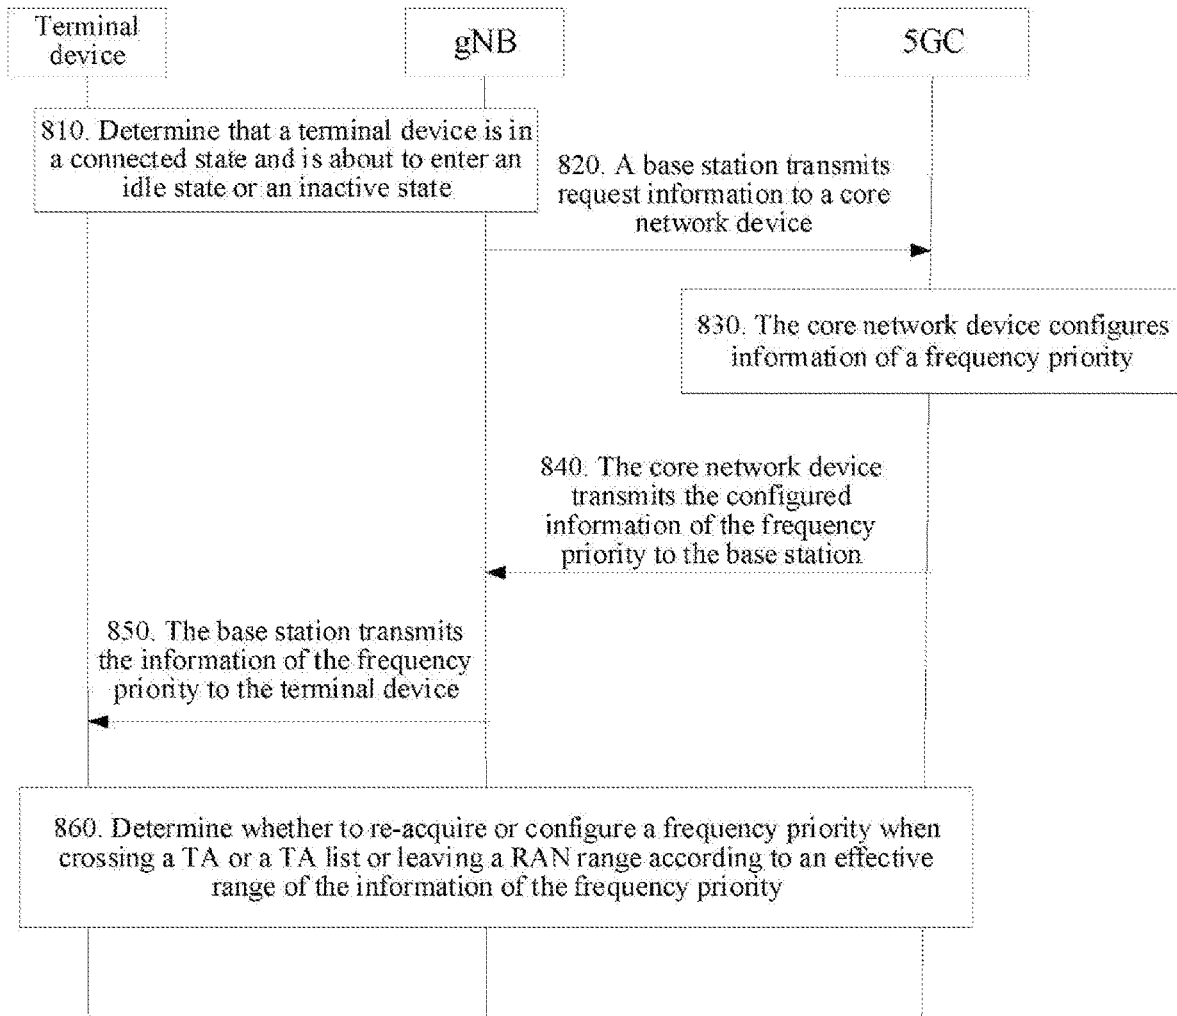 Terminal
device
gNB
5GC
810. Determine that a terminal device is in
a connected state and is about to enter an
idle state or an inactive state
820. A base station transmits
request information to a core
network device
830. The core network device configures
information of a frequency priority
840. The core network device
transmits the configured
information of the frequency
priority to the base station
850. The base station transmits
the information of the frequency
priority to the terminal device
860. Determine whether to re-acquire or configure a frequency priority when
crossing a TA or a TA list or leaving a RAN range according to an effective
range of the information of the frequency priority